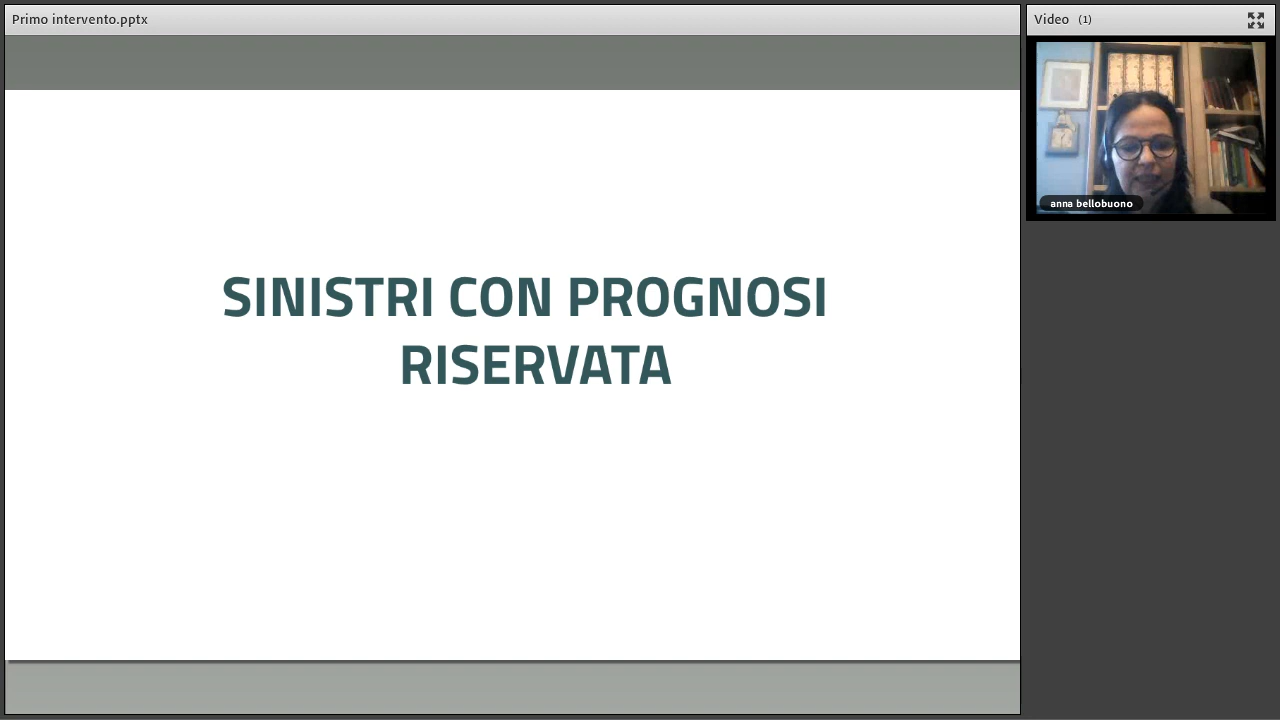 Primo intervento.pptx
Video (1)
anna bellobuono
SINISTRI CON PROGNOSI
RISERVATA